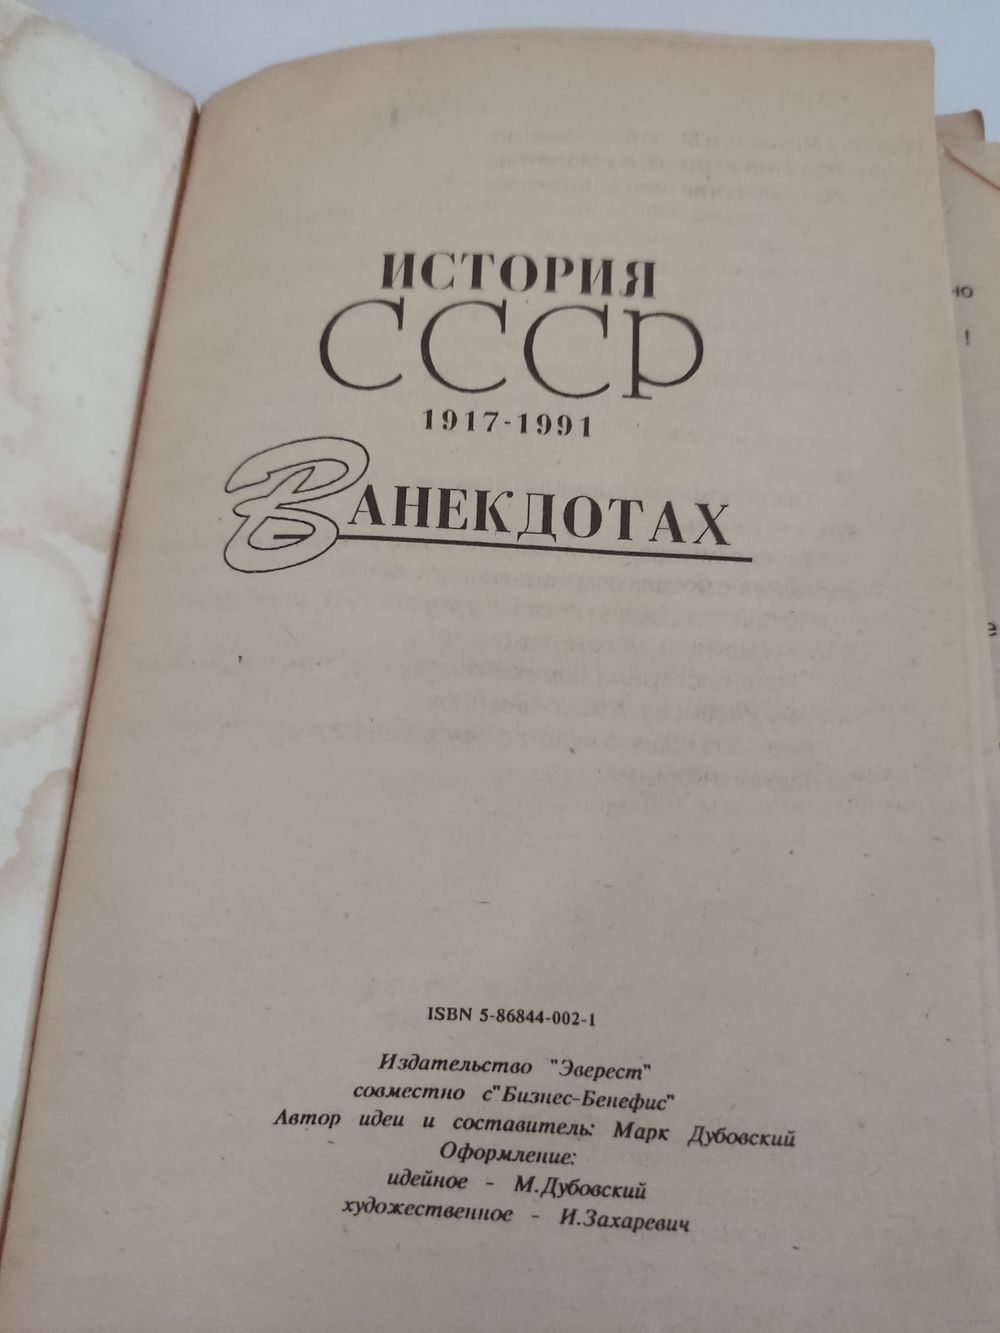 ИСТОРИЯ
СССР
1917-1991
В АНЕКДОТАХ
ISBN 5-86844-002-1
Издательство "Эверест"
совместно с"Бизнес-Бенефис"
Автор идеи и составитель: Марк Дубовский
Оформление:
идейное - М.Дубовский
художественное - И.Захаревич
но
!
е